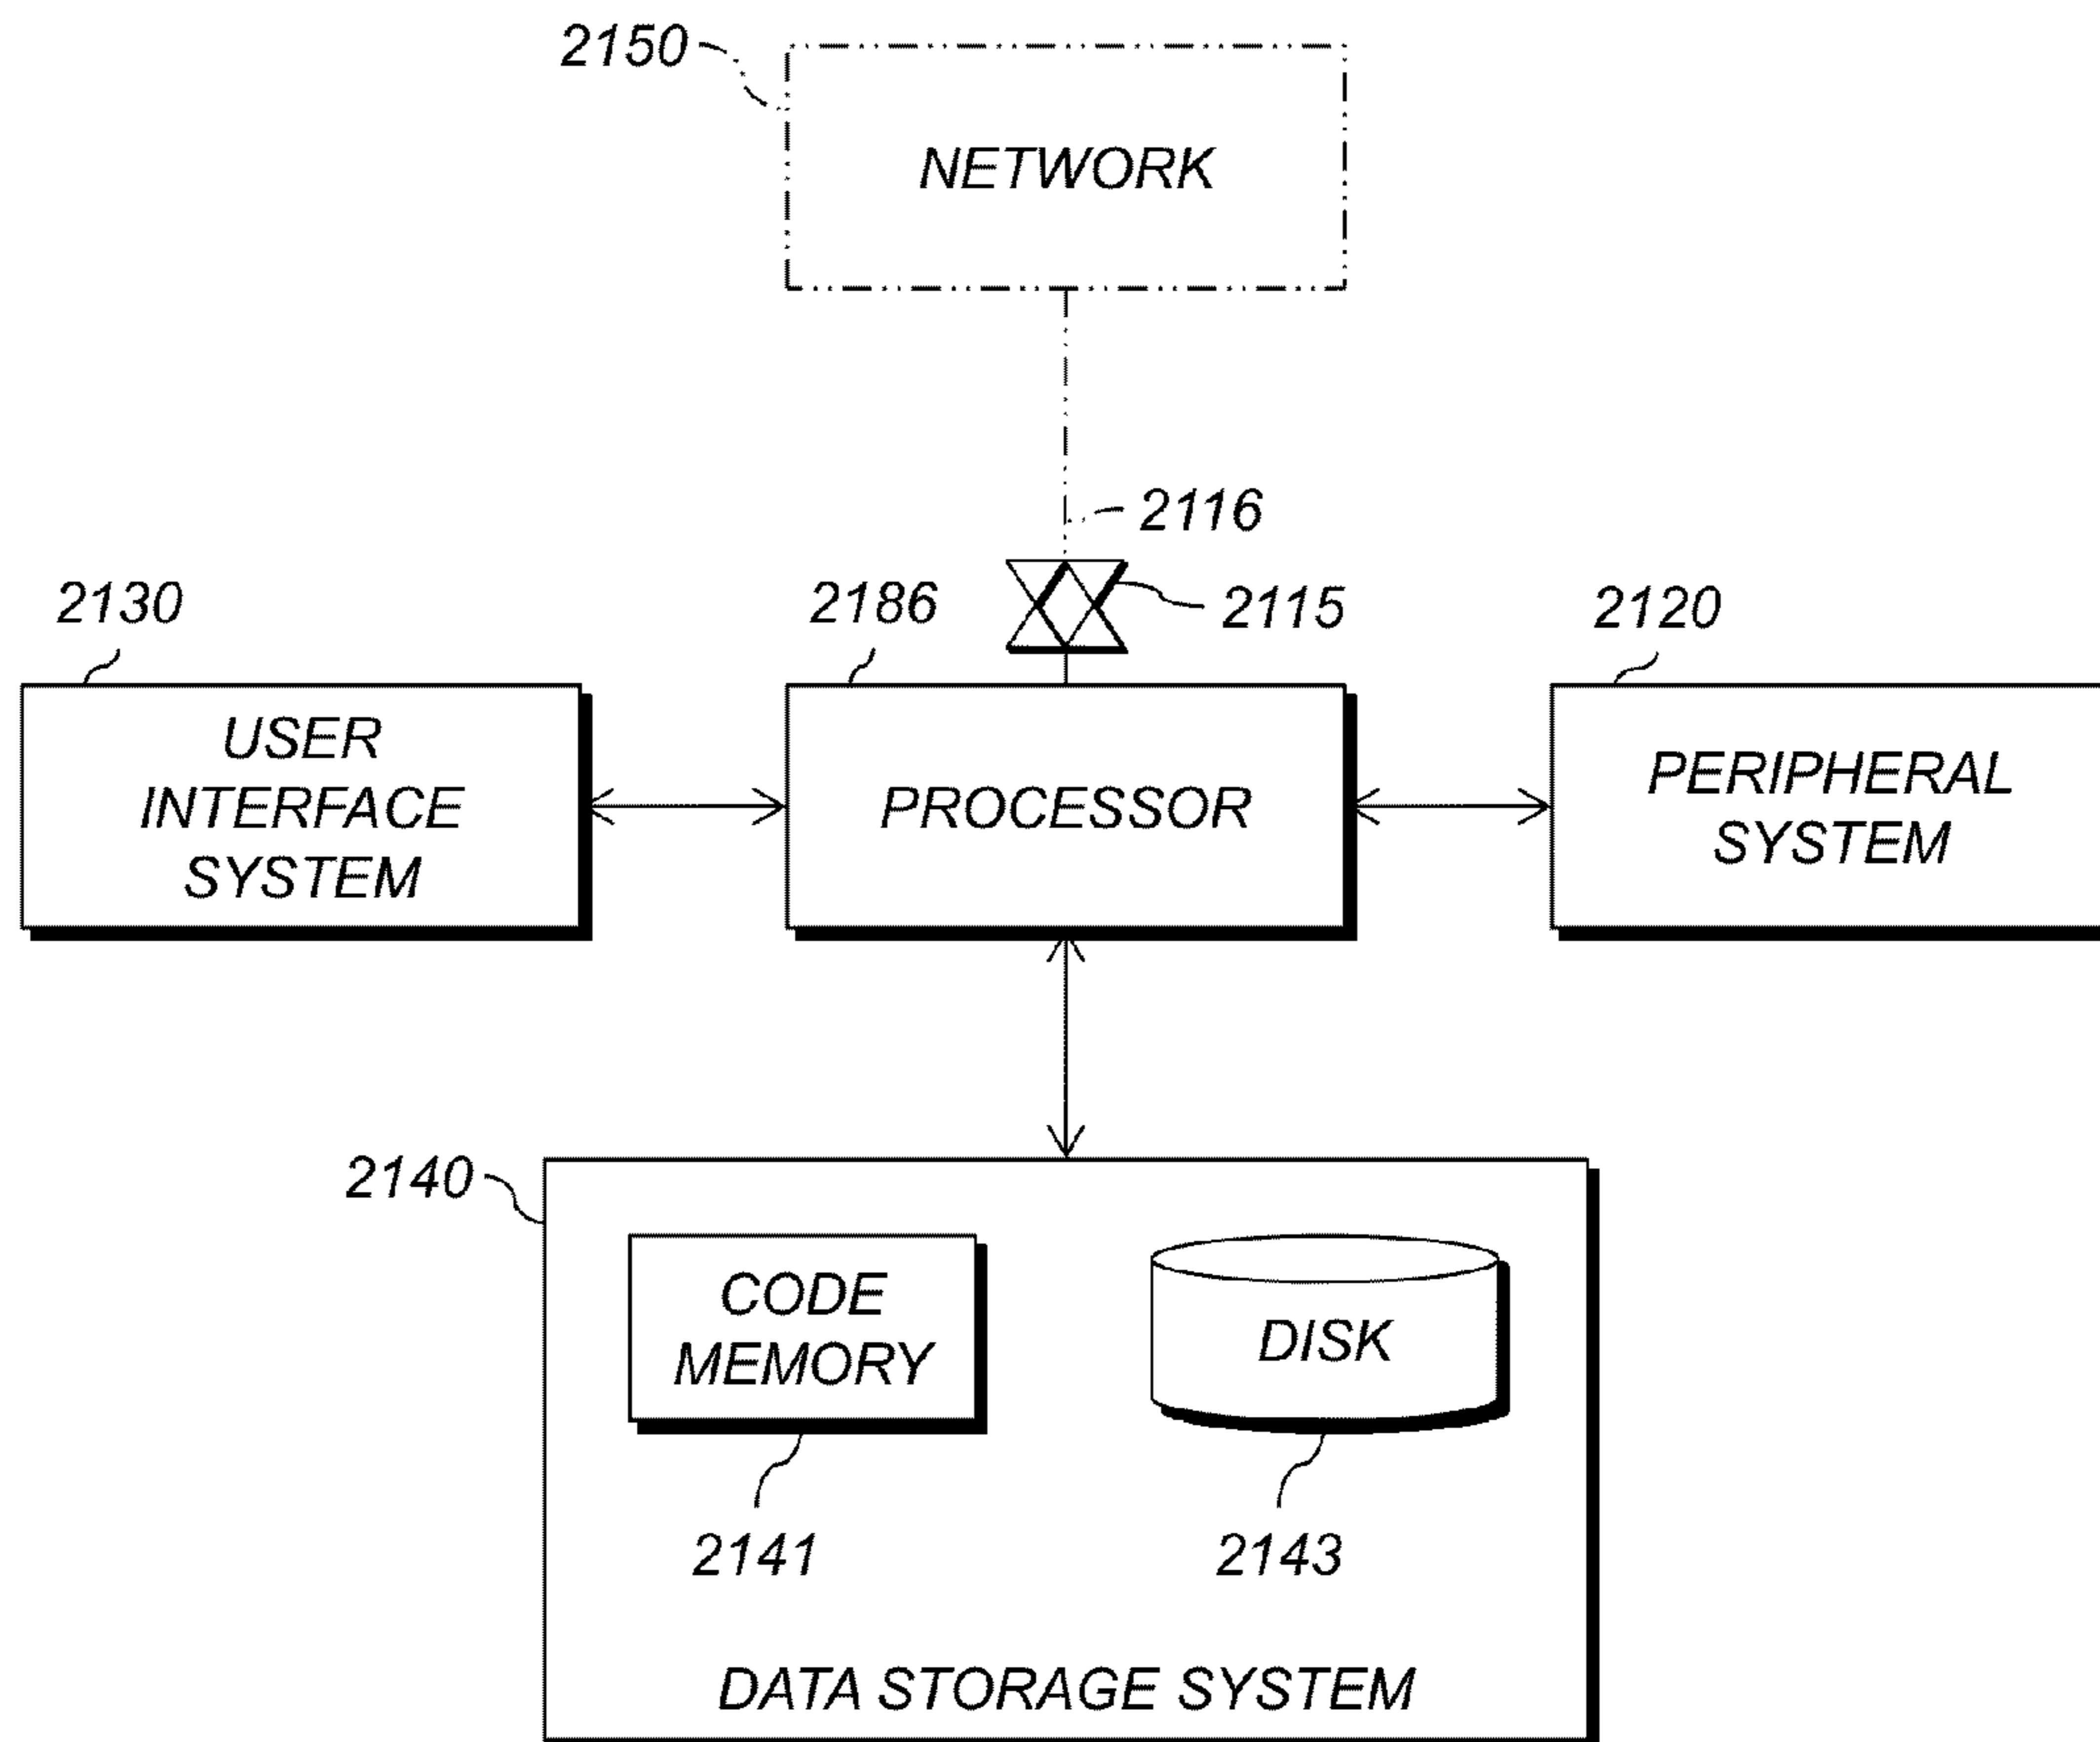 2150
NETWORK
2116
2115
2130
2186
2120
USER
INTERFACE
SYSTEM
PROCESSOR
PERIPHERAL
SYSTEM
2140
CODE
MEMORY
DISK
2141
2143
DATA STORAGE SYSTEM